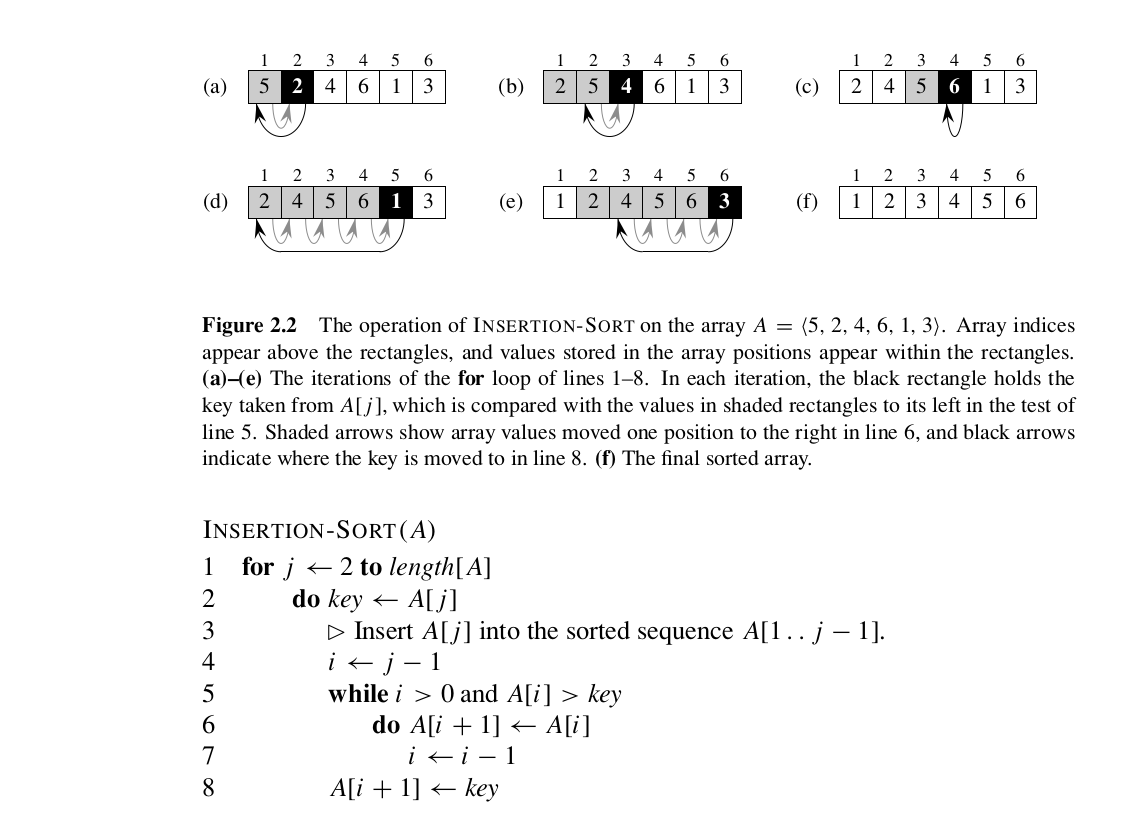 1 2 3 4 5 6 1 2 3 4 5 6 1 2 3 4 5 6
(a) 5 2 4 6 1 3 (b) 2 5 4 6 1 3 (c) 2 4 5 6 1 3
1 2 3 4 5 6 1 2 3 4 5 6 1 2 3 4 5 6
(d) 2 4 5 6 1 3 (e) 1 2 4 5 6 3 (f) 1 2 3 4 5 6
Figure 2.2 The operation of INSERTION-SORT on the array A = ⟨5, 2, 4, 6, 1, 3⟩. Array indices
appear above the rectangles, and values stored in the array positions appear within the rectangles.
(a)–(e) The iterations of the for loop of lines 1–8. In each iteration, the black rectangle holds the
key taken from A[j], which is compared with the values in shaded rectangles to its left in the test of
line 5. Shaded arrows show array values moved one position to the right in line 6, and black arrows
indicate where the key is moved to in line 8. (f) The final sorted array.
INSERTION-SORT(A)
1 for j ← 2 to length[A]
2 do key ← A[j]
3 ▷ Insert A[j] into the sorted sequence A[1 . . j − 1].
4 i ← j − 1
5 while i > 0 and A[i] > key
6 do A[i + 1] ← A[i]
7 i ← i − 1
8 A[i + 1] ← key